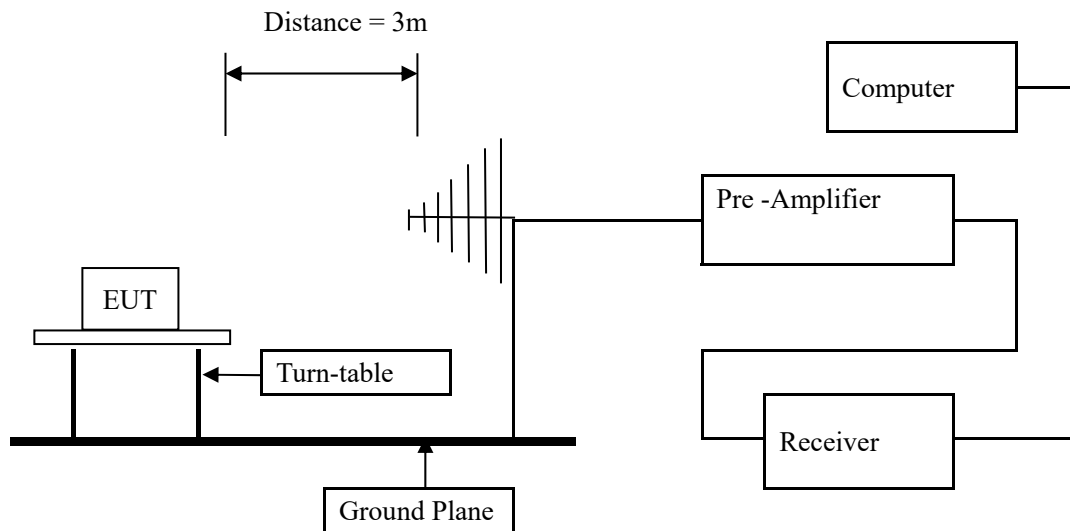 Distance = 3m
Computer
Pre -Amplifier
EUT
Turn-table
Receiver
Ground Plane